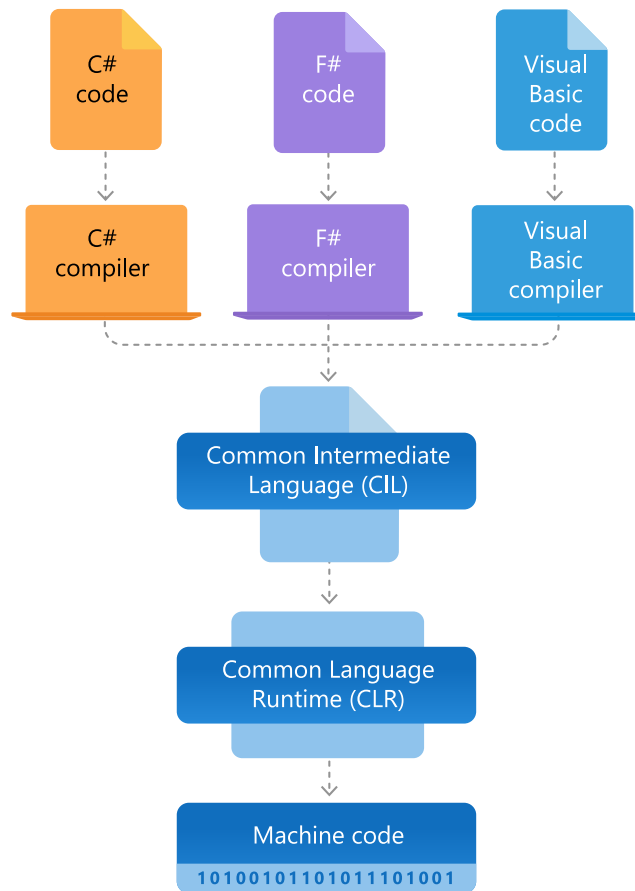 C#
code
F#
code
Visual
Basic
code
C#
compiler
F#
compiler
Visual
Basic
compiler
Common Intermediate
Language (CIL)
Common Language
Runtime (CLR)
Machine code
10100101101011101001